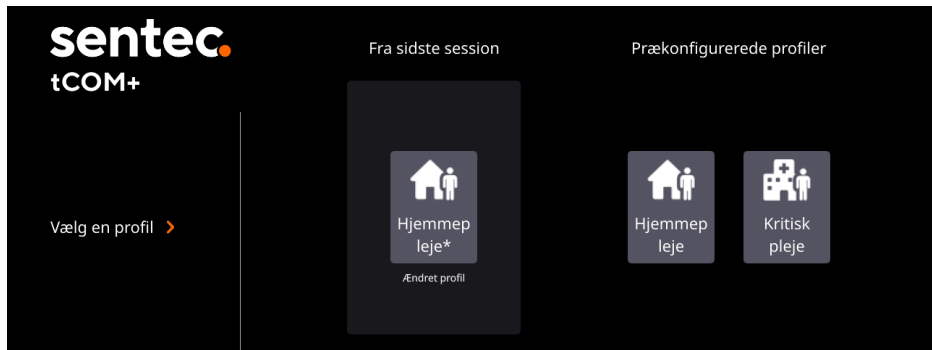 sentec.
tCOM+
Vælg en profil
Fra sidste session
Hjemmep
leje*
Ændret profil
Prækonfigurerede profiler
Hjemmep
leje
Kritisk
pleje